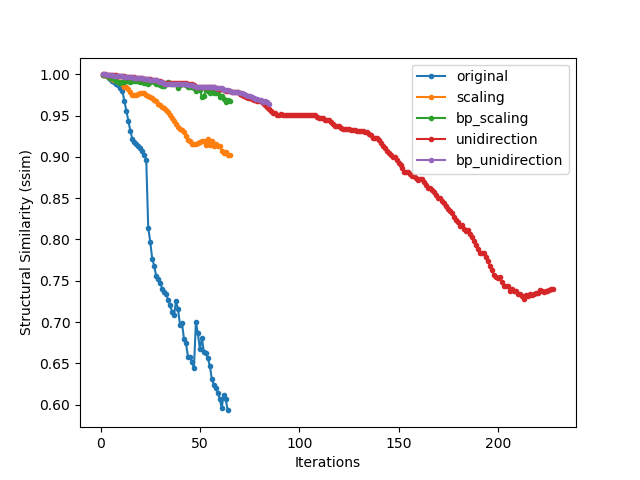 1.00
0.95
0.90
0.85
0.80
0.75
0.70
0.65
0.60
Structural Similarity (ssim)
0
50
100
150
200
Iterations
original
scaling
bp_scaling
unidirection
bp_unidirection